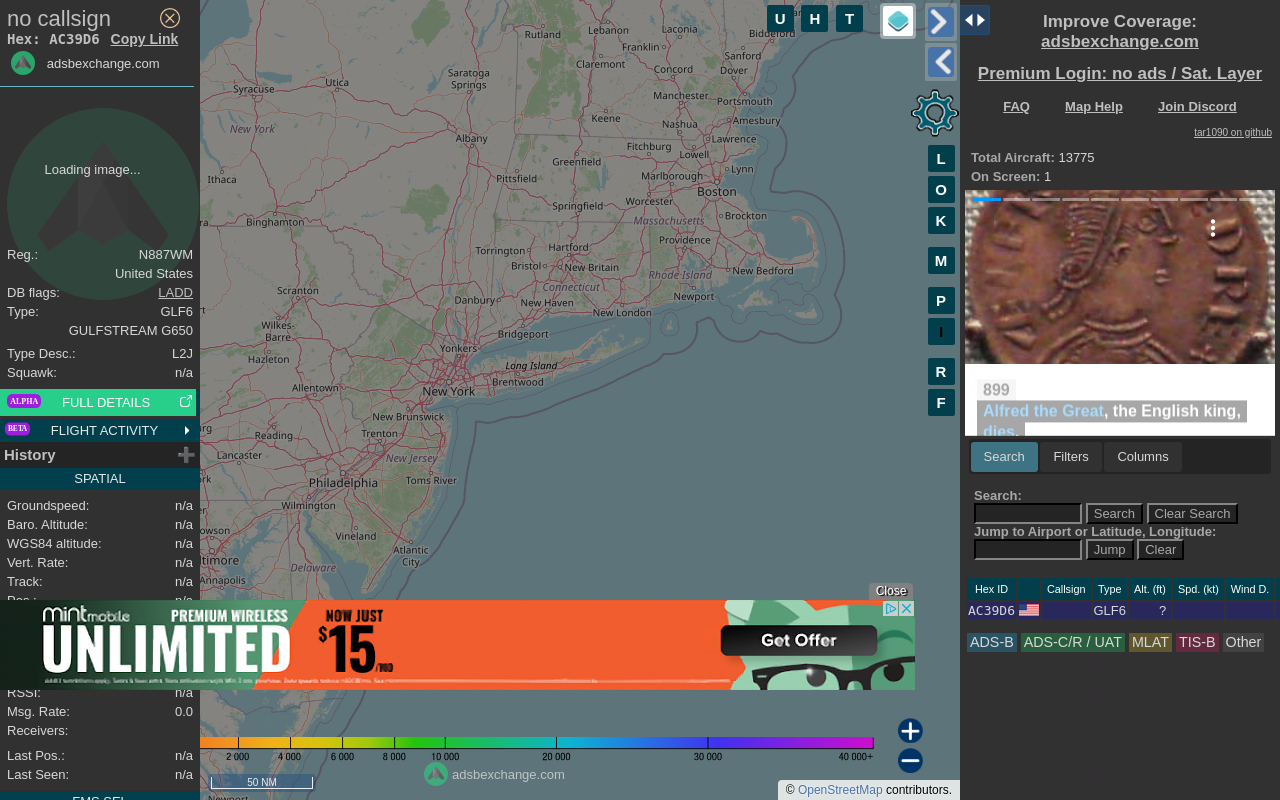 no callsign
Hex: AC39D6 Copy Link
adsbexchange.com
Loading image...
Reg.: N887WM
United States
DB flags: LADD
Type: GLF6
GULFSTREAM G650
Type Desc.: L2J
Squawk: n/a
ALPHA FULL DETAILS
BETA FLIGHT ACTIVITY
History
SPATIAL
Groundspeed: n/a
Baro. Altitude: n/a
WGS84 altitude: n/a
Vert. Rate: n/a
Track: n/a
RSSI: n/a
Msg. Rate: 0.0
Receivers:
Last Pos.: n/a
Last Seen: n/a
FMS SEL
U H T
L
O
K
M
P
I
R
F
Rutland
Lebanon
Laconia
Biddeford
Franklin
Sanford
Claremont
Concord
Dover
Saratoga
Springs
Utica
Syracuse
Manchester
Portsmouth
Keene
Nashua
Amesbury
New York
Albany
Lawrence
Fitchburg
Lowell
Greenfield
Lynn
Marlborough
Ithaca
Pittsfield
Boston
Worcester
Springfield
Massachusetts
Brockton
Binghamton
Providence
Hartford
Torrington
Bristol
New Britain
New Bedford
Rhode Island
Connecticut
Scranton
Danbury
New Haven
Newport
New London
Wilkes-
Barre
Bridgeport
Hazleton
Yonkers
Long Island
Brentwood
Allentown
New York
New Brunswick
Reading
Trenton
Lancaster
New Jersey
Philadelphia
Toms River
Wilmington
Vineland
Atlantic
City
Annapolis
Delaware
Newport
Close
mint mobile
PREMIUM WIRELESS
UNLIMITED
NOW JUST
$15/MO
Get Offer
2 000 4 000 6 000 8 000 10 000 20 000 30 000 40 000+
50 NM
adsbexchange.com
© OpenStreetMap contributors.
Improve Coverage:
adsbexchange.com
Premium Login: no ads / Sat. Layer
FAQ Map Help Join Discord
tar1090 on github
Total Aircraft: 13775
On Screen: 1
899
Alfred the Great, the English king,
dies.
Search Filters Columns
Search:
Search Clear Search
Jump to Airport or Latitude, Longitude:
Jump Clear
Hex ID Callsign Type Alt. (ft) Spd. (kt) Wind D.
AC39D6 GLF6 ?
ADS-B ADS-C/R / UAT MLAT TIS-B Other